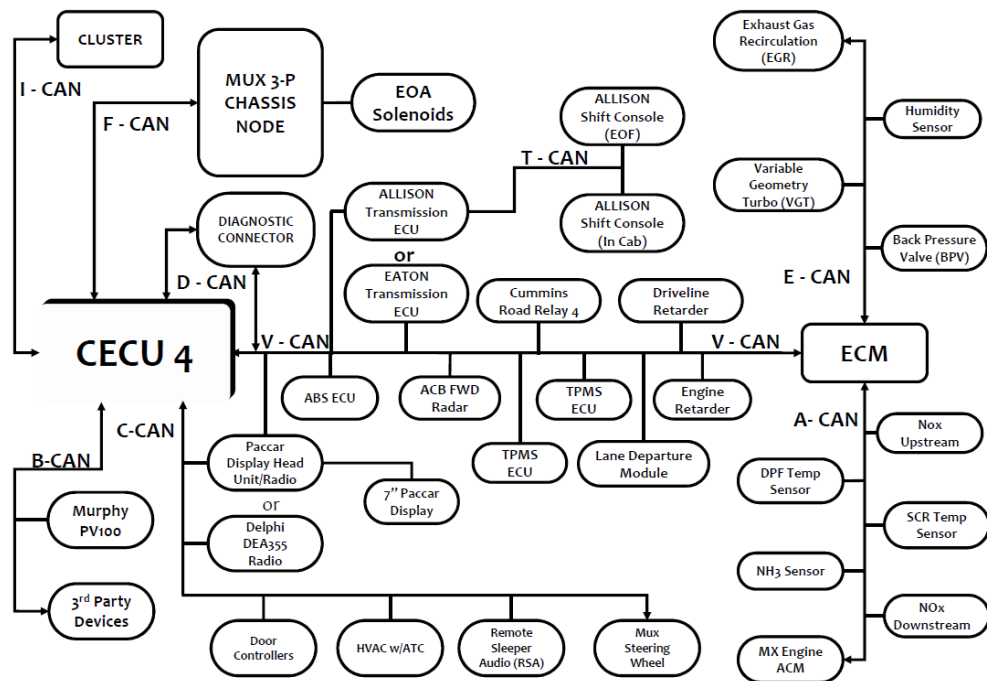 CLUSTER
I - CAN
F - CAN
MUX 3-P
CHASSIS
NODE
EOA
Solenoids
DIAGNOSTIC
CONNECTOR
D - CAN
CECU 4
ALLISON
Transmission
ECU
or
EATON
Transmission
ECU
T - CAN
ALLISON
Shift Console
(EOF)
ALLISON
Shift Console
(In Cab)
Exhaust Gas
Recirculation
(EGR)
Humidity
Sensor
Variable
Geometry
Turbo (VGT)
Back Pressure
Valve (BPV)
E - CAN
Cummins
Road Relay 4
Driveline
Retarder
V - CAN
V - CAN
ECM
ABS ECU
ACB FWD
Radar
TPMS
ECU
Engine
Retarder
TPMS
ECU
Lane Departure
Module
A- CAN
Nox
Upstream
DPF Temp
Sensor
SCR Temp
Sensor
NH3 Sensor
NOx
Downstream
MX Engine
ACM
C-CAN
B-CAN
Paccar
Display Head
Unit/Radio
7” Paccar
Display
or
Delphi
DEA355
Radio
Murphy
PV100
3rd Party
Devices
Door
Controllers
HVAC w/ATC
Remote
Sleeper
Audio (RSA)
Mux
Steering
Wheel